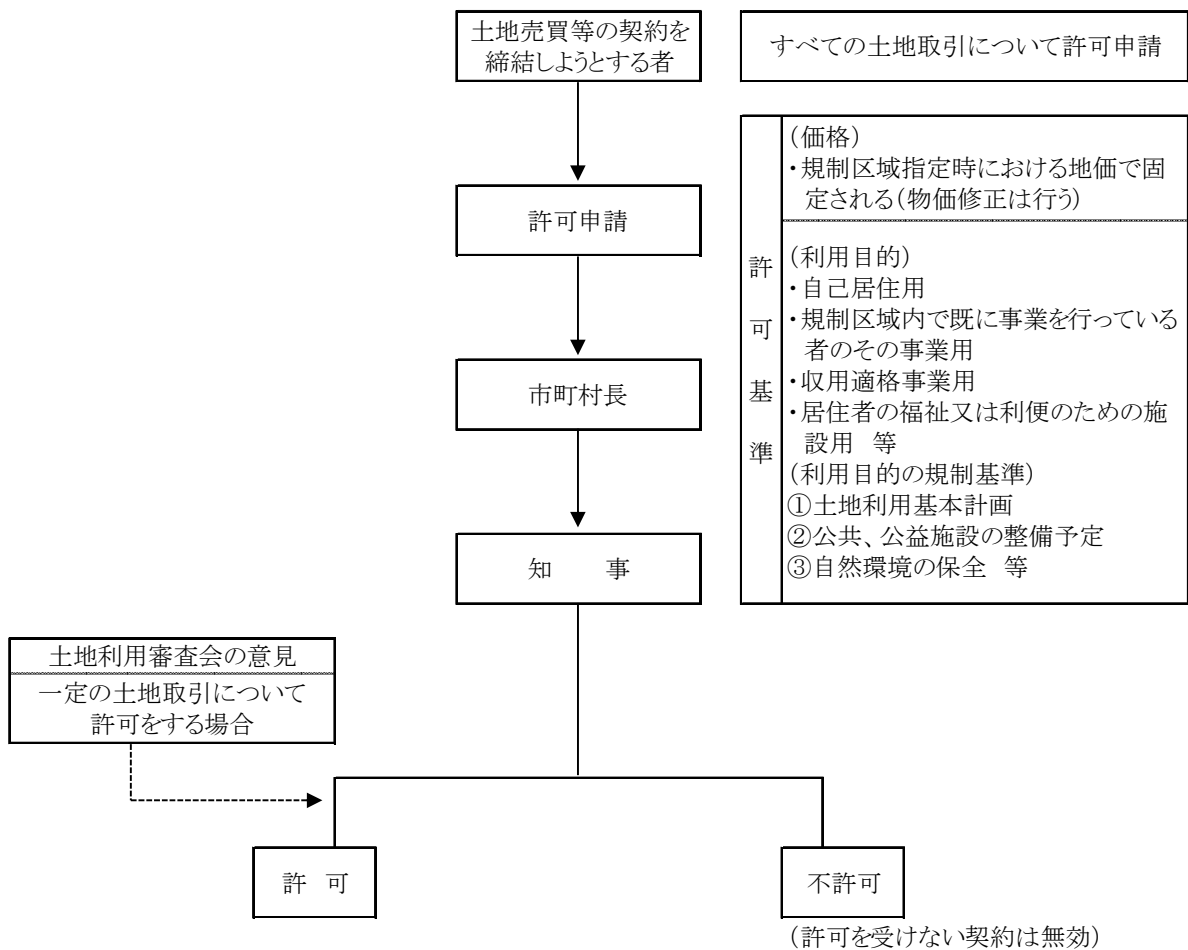 土地売買等の契約を
締結しようとする者
すべての土地取引について許可申請
許可申請
市町村長
知　　事
許可基準
(価格)
・規制区域指定時における地価で固
定される(物価修正は行う)
(利用目的)
・自己居住用
・規制区域内で既に事業を行っている
者のその事業用
・収用適格事業用
・居住者の福祉又は利便のための施
設用　等
(利用目的の規制基準)
①土地利用基本計画
②公共、公益施設の整備予定
③自然環境の保全　等
土地利用審査会の意見
一定の土地取引について
許可をする場合
許　可
不許可
(許可を受けない契約は無効)